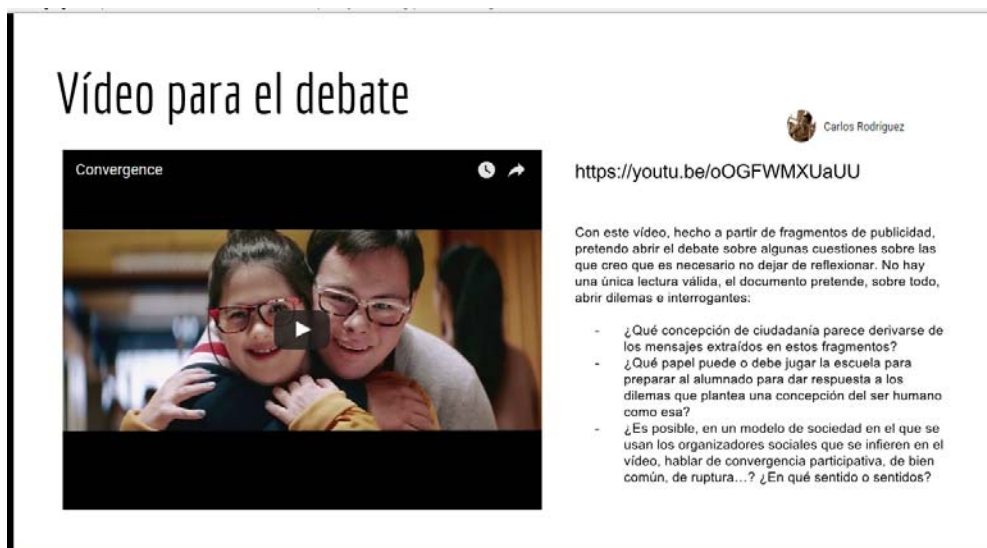 Vídeo para el debate
Carlos Rodríguez
Convergence
https://youtu.be/oOGFWMXUaUU
Con este vídeo, hecho a partir de fragmentos de publicidad,
pretendo abrir el debate sobre algunas cuestiones sobre las
que creo que es necesario no dejar de reflexionar. No hay
una única lectura válida, el documento pretende, sobre todo,
abrir dilemas e interrogantes:
- ¿Qué concepción de ciudadanía parece derivarse de
los mensajes extraídos en estos fragmentos?
- ¿Qué papel puede o debe jugar la escuela para
preparar al alumnado para dar respuesta a los
dilemas que plantea una concepción del ser humano
como esa?
- ¿Es posible, en un modelo de sociedad en el que se
usan los organizadores sociales que se infieren en el
vídeo, hablar de convergencia participativa, de bien
común, de ruptura...? ¿En qué sentido o sentidos?